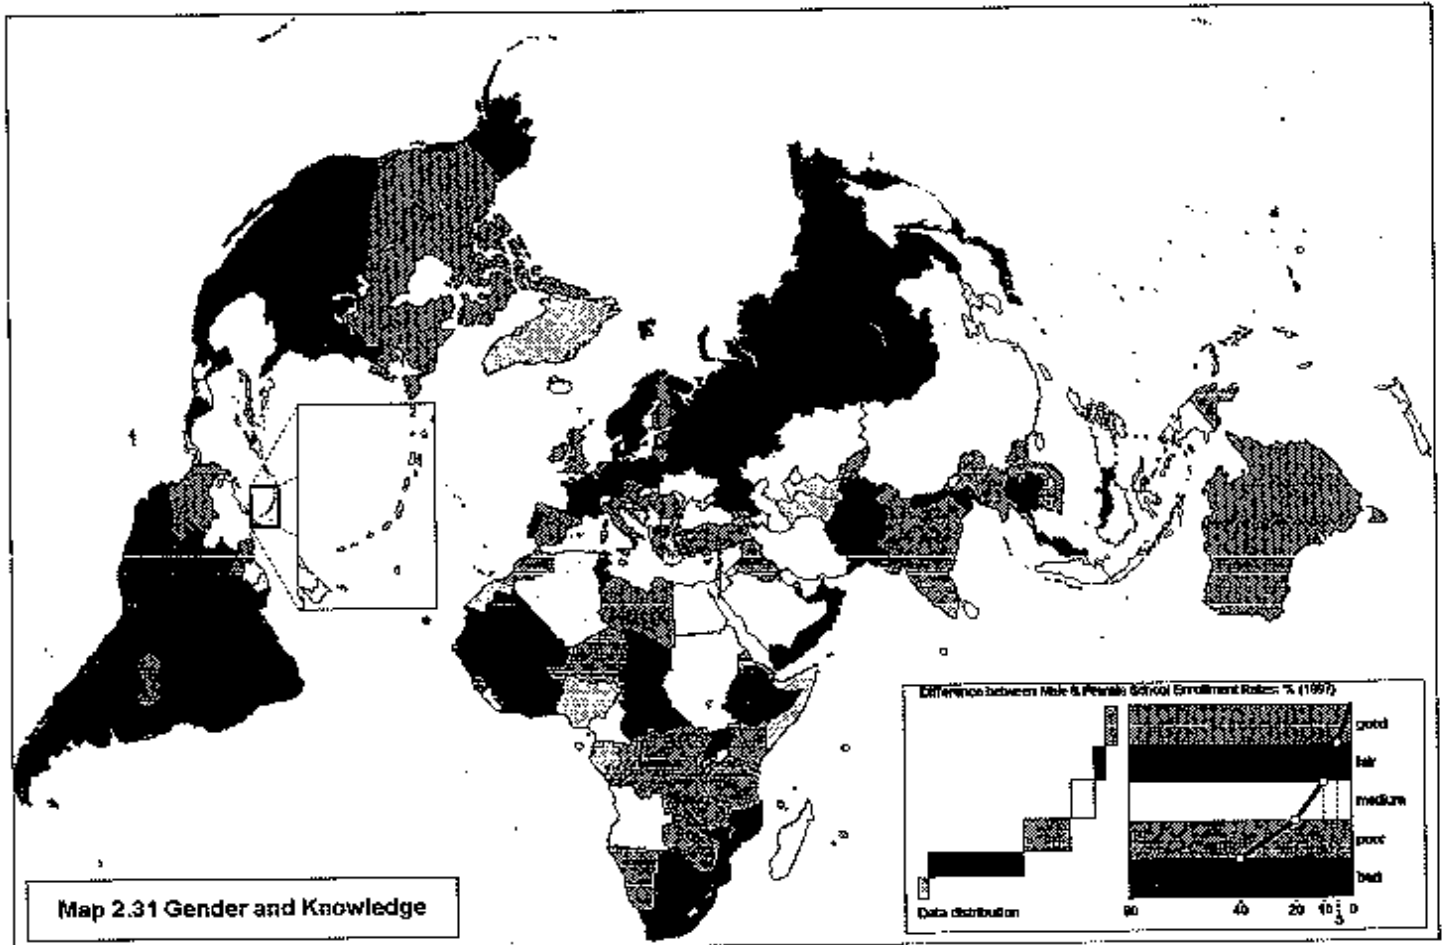 Difference between Male & Female School Enrollment Rates: % (1997)
good
fair
medium
poor
bad
Data distribution
80 40 20 10 5 0
Map 2.31 Gender and Knowledge